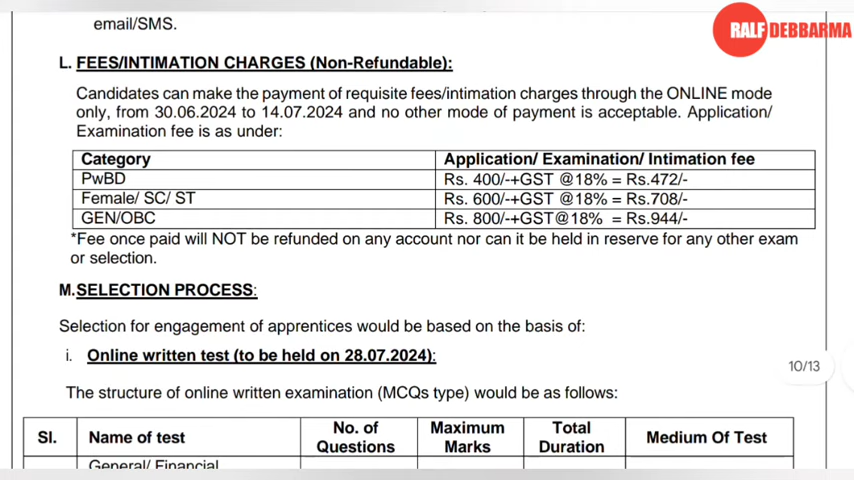 email/SMS.
RALF DEBBARMA
L. FEES/INTIMATION CHARGES (Non-Refundable):
Candidates can make the payment of requisite fees/intimation charges through the ONLINE mode
only, from 30.06.2024 to 14.07.2024 and no other mode of payment is acceptable. Application/
Examination fee is as under:
Category Application/ Examination/ Intimation fee
PwBD Rs. 400/-+GST @18% = Rs.472/-
Female/ SC/ ST Rs. 600/-+GST @18% = Rs.708/-
GEN/OBC Rs. 800/-+GST@18% = Rs.944/-
*Fee once paid will NOT be refunded on any account nor can it be held in reserve for any other exam
or selection.
M.SELECTION PROCESS:
Selection for engagement of apprentices would be based on the basis of:
i. Online written test (to be held on 28.07.2024):
10/13
The structure of online written examination (MCQs type) would be as follows:
Sl. Name of test No. of Questions Maximum Marks Total Duration Medium Of Test
General/ Financial